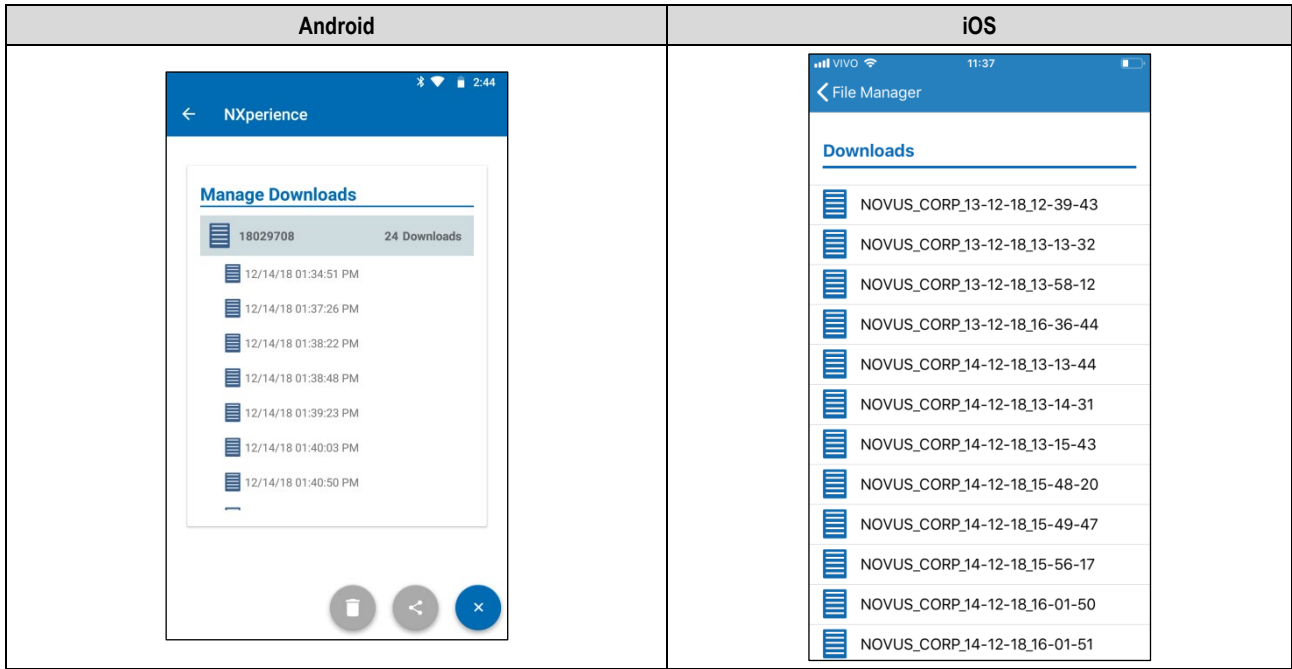 Android
iOS
2:44
NXperience
Manage Downloads
18029708 24 Downloads
12/14/18 01:34:51 PM
12/14/18 01:37:26 PM
12/14/18 01:38:22 PM
12/14/18 01:38:48 PM
12/14/18 01:39:23 PM
12/14/18 01:40:03 PM
12/14/18 01:40:50 PM
VIVO 11:37
File Manager
Downloads
NOVUS_CORP_13-12-18_12-39-43
NOVUS_CORP_13-12-18_13-13-32
NOVUS_CORP_13-12-18_13-58-12
NOVUS_CORP_13-12-18_16-36-44
NOVUS_CORP_14-12-18_13-13-44
NOVUS_CORP_14-12-18_13-14-31
NOVUS_CORP_14-12-18_13-15-43
NOVUS_CORP_14-12-18_15-48-20
NOVUS_CORP_14-12-18_15-49-47
NOVUS_CORP_14-12-18_15-56-17
NOVUS_CORP_14-12-18_16-01-50
NOVUS_CORP_14-12-18_16-01-51